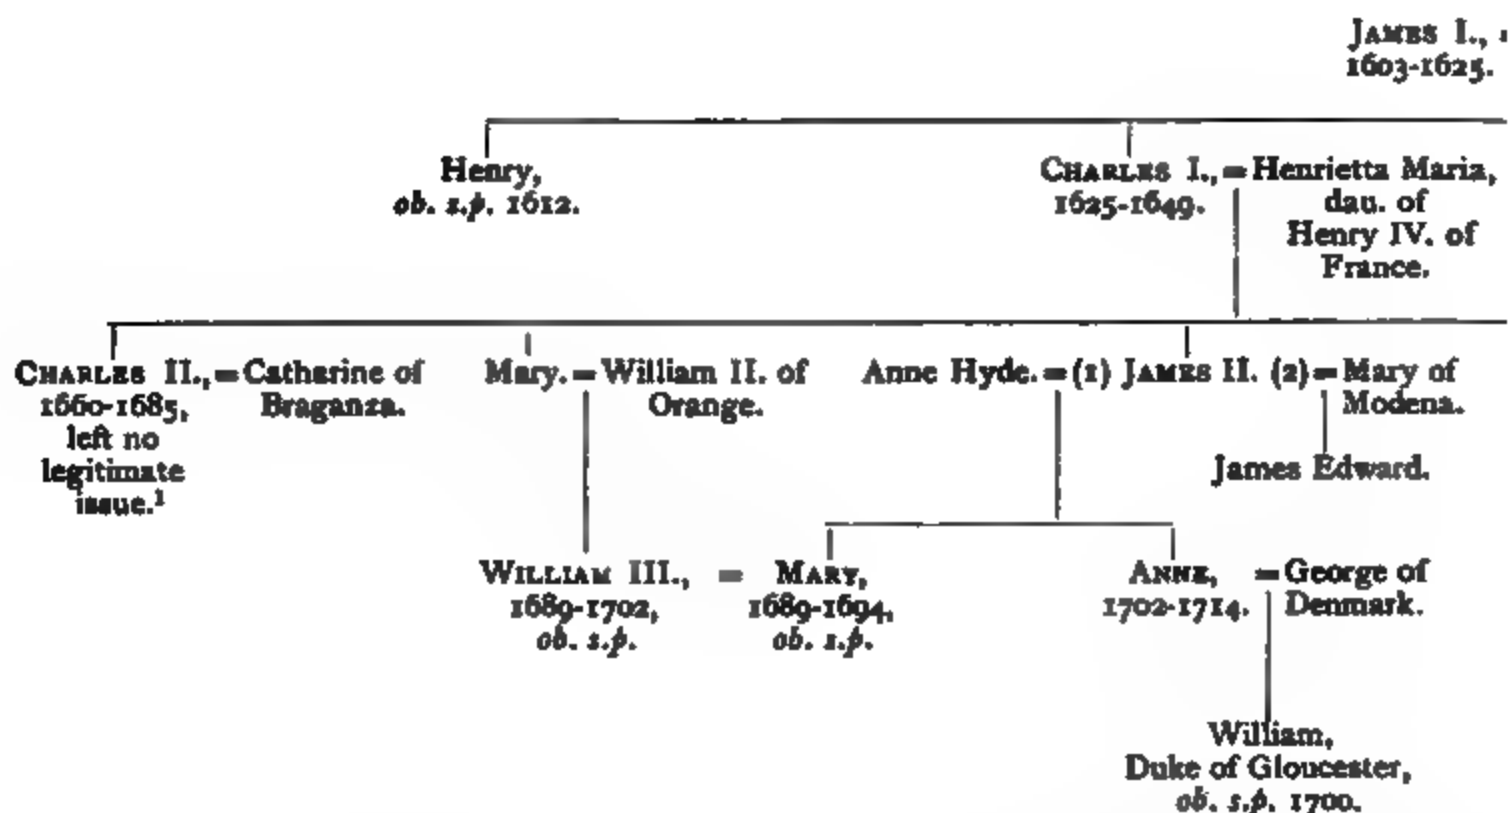 JAMES I.,
1603-1625.
Henry,
ob. s.p. 1612.
CHARLES I., = Henrietta Maria,
1625-1649. dau. of
Henry IV. of
France.
CHARLES II., = Catharine of Mary. = William II. of Anne Hyde. = (1) JAMES II. (2) = Mary of
1660-1685, Braganza. Orange. Modena.
left no
legitimate
issue.¹
James Edward.
WILLIAM III., = MARY, ANNE, = George of
1689-1702, 1689-1694, 1702-1714. Denmark.
ob. s.p. ob. s.p.
William,
Duke of Gloucester,
ob. s.p. 1700.